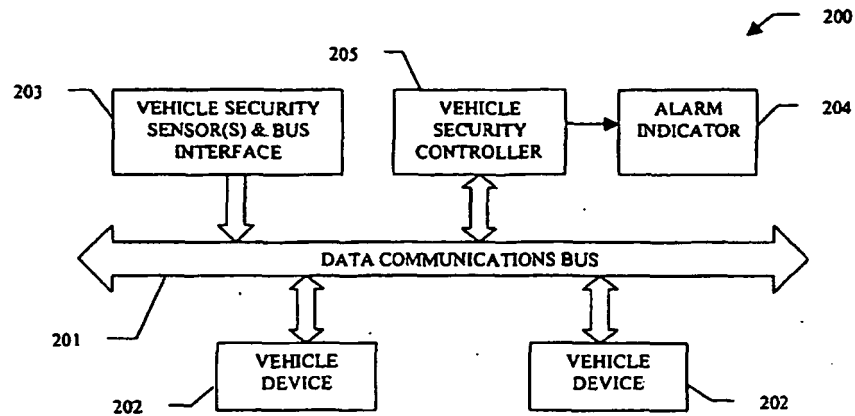 200
205
203
VEHICLE SECURITY
SENSOR(S) & BUS
INTERFACE
VEHICLE
SECURITY
CONTROLLER
ALARM
INDICATOR
204
DATA COMMUNICATIONS BUS
201
VEHICLE
DEVICE
VEHICLE
DEVICE
202
202